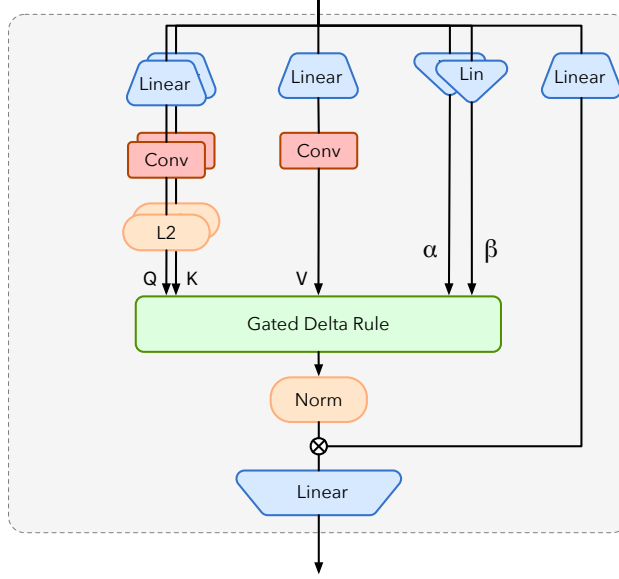 Linear
Linear
Lin
Linear
Conv
Conv
L2
α
β
Q
K
V
Gated Delta Rule
Norm
Linear